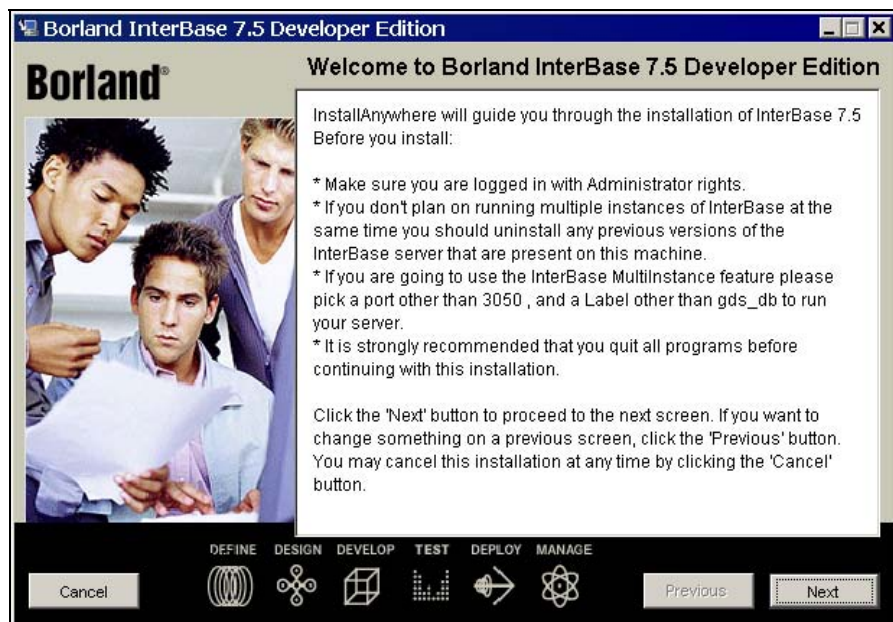 Borland InterBase 7.5 Developer Edition
Borland®
Welcome to Borland InterBase 7.5 Developer Edition
InstallAnywhere will guide you through the installation of InterBase 7.5
Before you install:
* Make sure you are logged in with Administrator rights.
* If you don't plan on running multiple instances of InterBase at the
same time you should uninstall any previous versions of the
InterBase server that are present on this machine.
* If you are going to use the InterBase MultiInstance feature please
pick a port other than 3050 , and a Label other than gds_db to run
your server.
* It is strongly recommended that you quit all programs before
continuing with this installation.
Click the 'Next' button to proceed to the next screen. If you want to
change something on a previous screen, click the 'Previous' button.
You may cancel this installation at any time by clicking the 'Cancel'
button.
DEFINE DESIGN DEVELOP TEST DEPLOY MANAGE
Cancel Previous Next